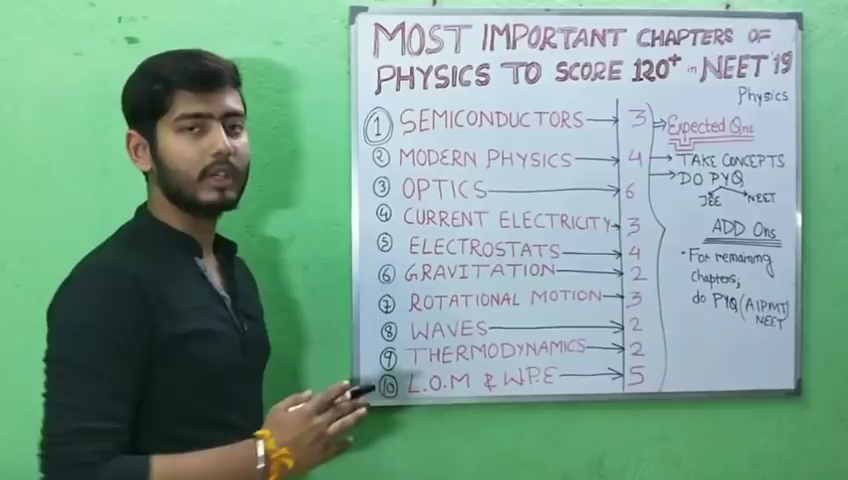 MOST IMPORTANT CHAPTERS OF
PHYSICS TO SCORE 120+ in NEET'19
Physics
① SEMICONDUCTORS → 3
② MODERN PHYSICS → 4
③ OPTICS → 6
④ CURRENT ELECTRICITY → 3
⑤ ELECTROSTATS → 4
⑥ GRAVITATION → 2
⑦ ROTATIONAL MOTION → 3
⑧ WAVES → 2
⑨ THERMODYNAMICS → 2
⑩ L.O.M & W.P.E → 5
→ Expected Qns
→ TAKE CONCEPTS
→ DO PYQ
JEE NEET
ADD Ons
• For remaining
chapters;
do PYQ (AIPMT
NEET)